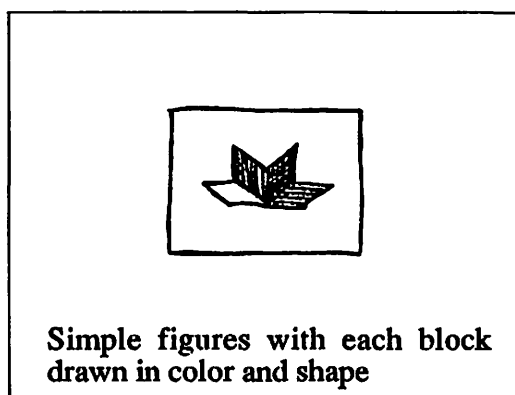 Simple figures with each block
drawn in color and shape